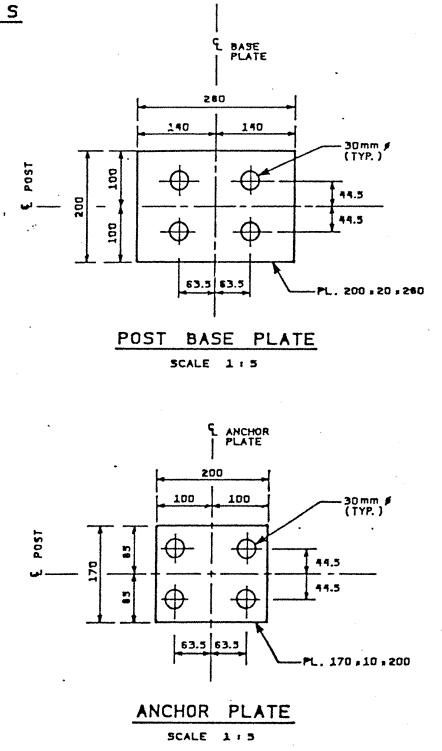 S
℄ BASE
PLATE
280
140 140
30mm ⌀
(TYP.)
℄ POST
200
100
100
44.5
44.5
63.5 63.5
PL. 200 x 20 x 280
POST BASE PLATE
SCALE 1 : 5
℄ ANCHOR
PLATE
200
100 100
30mm ⌀
(TYP.)
℄ POST
170
85
85
44.5
44.5
63.5 63.5
PL. 170 x 10 x 200
ANCHOR PLATE
SCALE 1 : 5